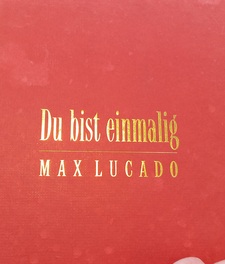 Du bist einmalig
MAX LUCADO